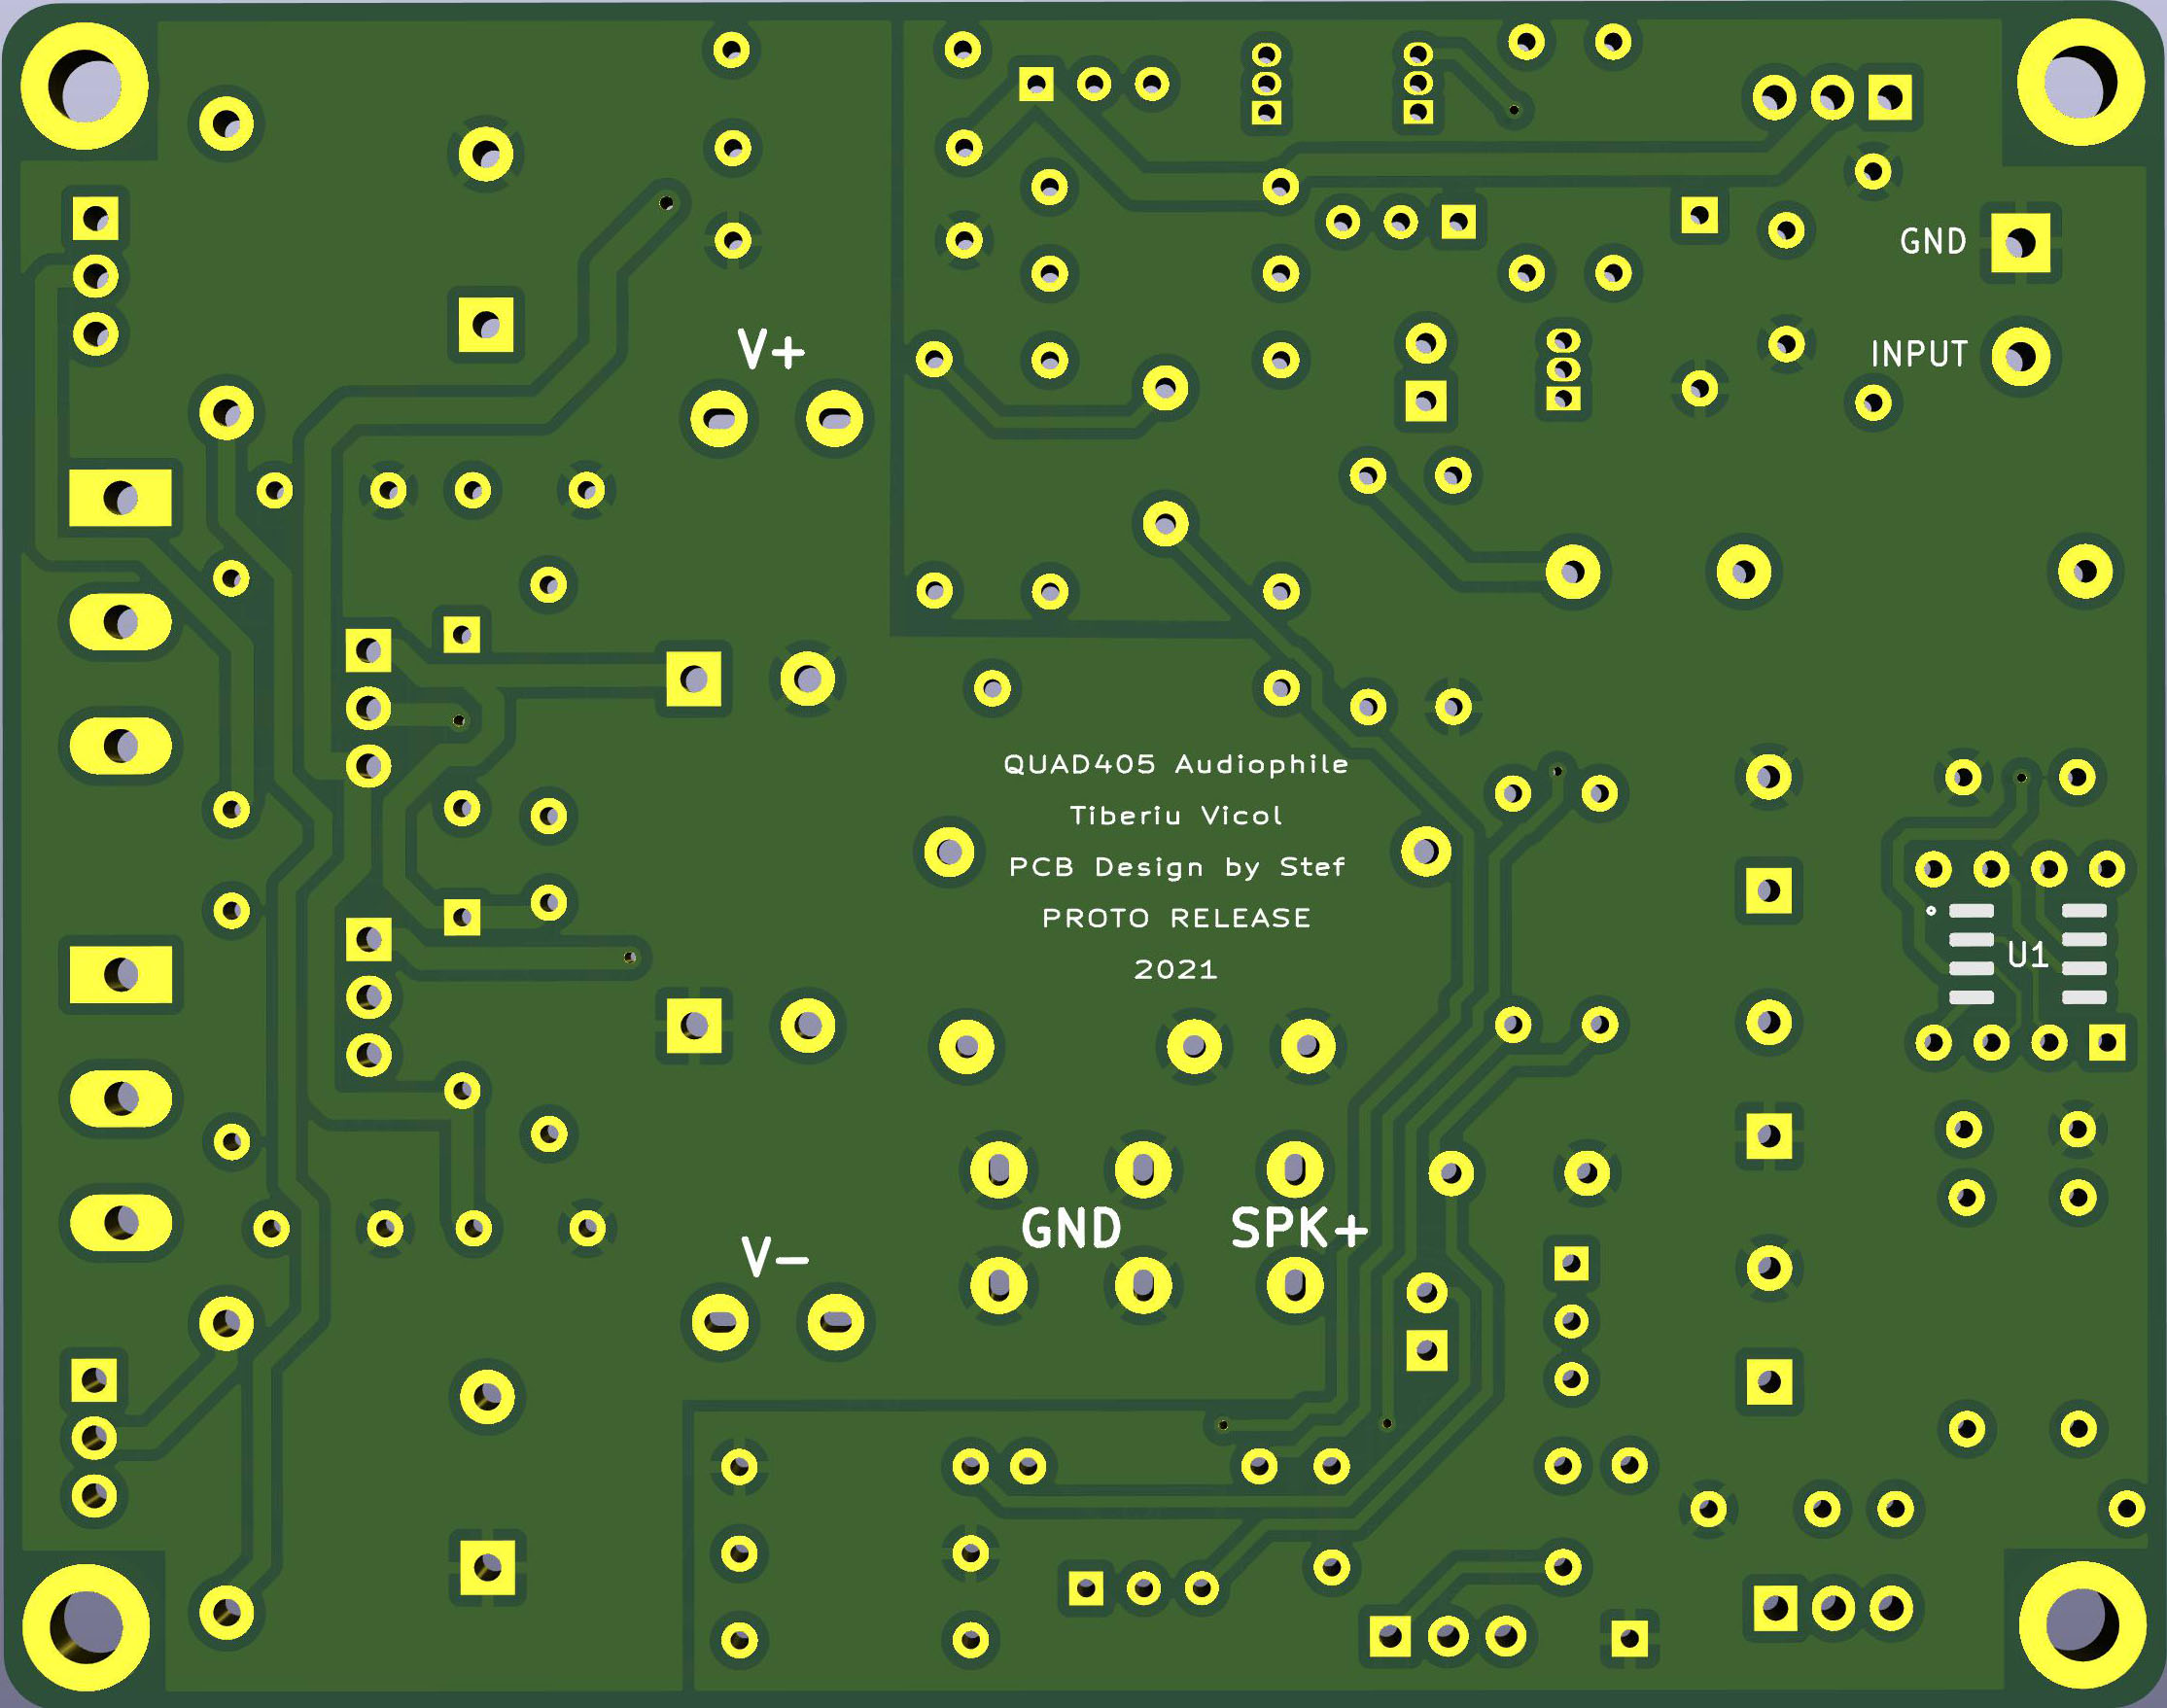 GND
V+
INPUT
QUAD405 Audiophile
Tiberiu Vicol
PCB Design by Stef
PROTO RELEASE
2021
U1
GND
SPK+
V-